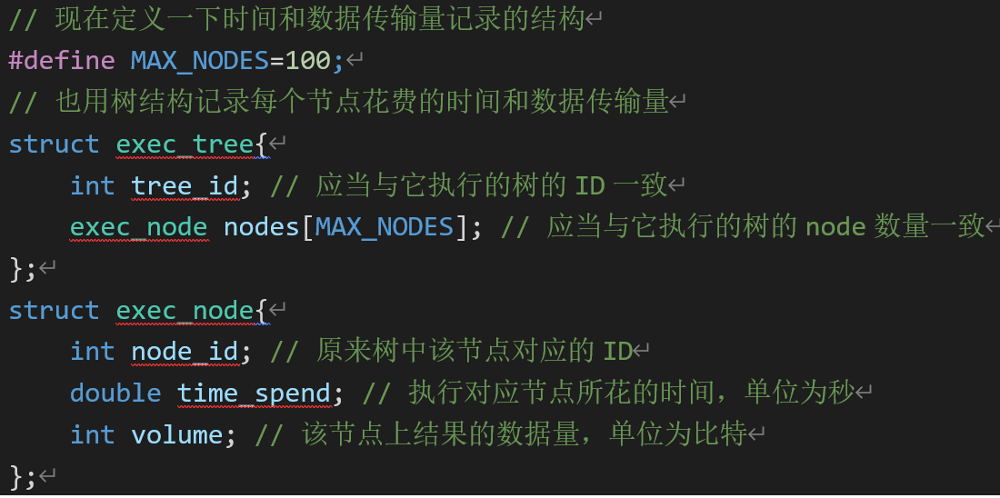 // 现在定义一下时间和数据传输量记录的结构↵
#define MAX_NODES=100;↵
// 也用树结构记录每个节点花费的时间和数据传输量↵
struct exec_tree{↵
    int tree_id; // 应当与它执行的树的 ID 一致↵
    exec_node nodes[MAX_NODES]; // 应当与它执行的树的 node 数量一致↵
};↵
struct exec_node{↵
    int node_id; // 原来树中该节点对应的 ID↵
    double time_spend; // 执行对应节点所花的时间，单位为秒↵
    int volume; // 该节点上结果的数据量，单位为比特↵
};↵